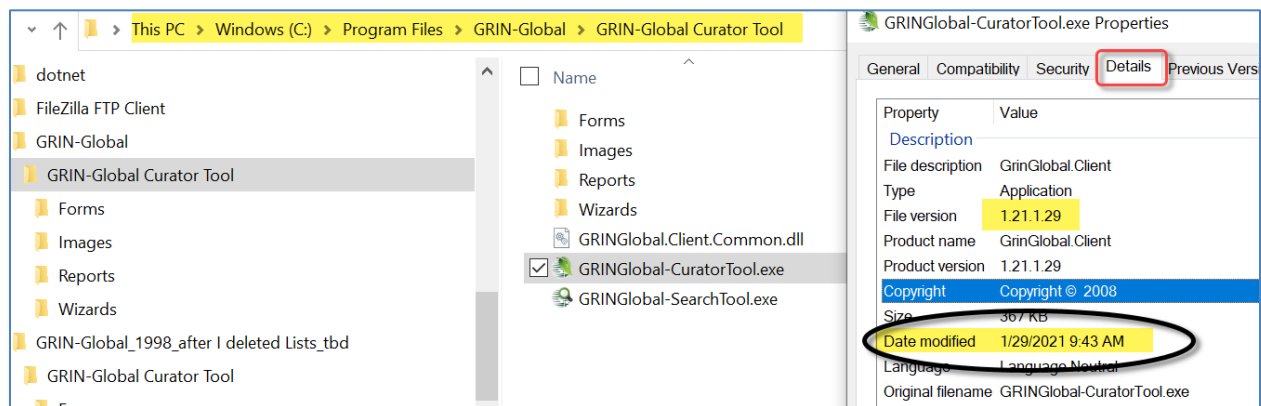 This PC > Windows (C:) > Program Files > GRIN-Global > GRIN-Global Curator Tool
dotnet
FileZilla FTP Client
GRIN-Global
GRIN-Global Curator Tool
Forms
Images
Reports
Wizards
GRIN-Global_1998_after I deleted Lists_tbd
GRIN-Global Curator Tool
Name
Forms
Images
Reports
Wizards
GRINGlobal.Client.Common.dll
GRINGlobal-CuratorTool.exe
GRINGlobal-SearchTool.exe
GRINGlobal-CuratorTool.exe Properties
General Compatibility Security Details Previous Versi
Property Value
Description
File description GrinGlobal.Client
Type Application
File version 1.21.1.29
Product name GrinGlobal.Client
Product version 1.21.1.29
Copyright Copyright © 2008
Size 367 KB
Date modified 1/29/2021 9:43 AM
Language Language Neutral
Original filename GRINGlobal-CuratorTool.exe